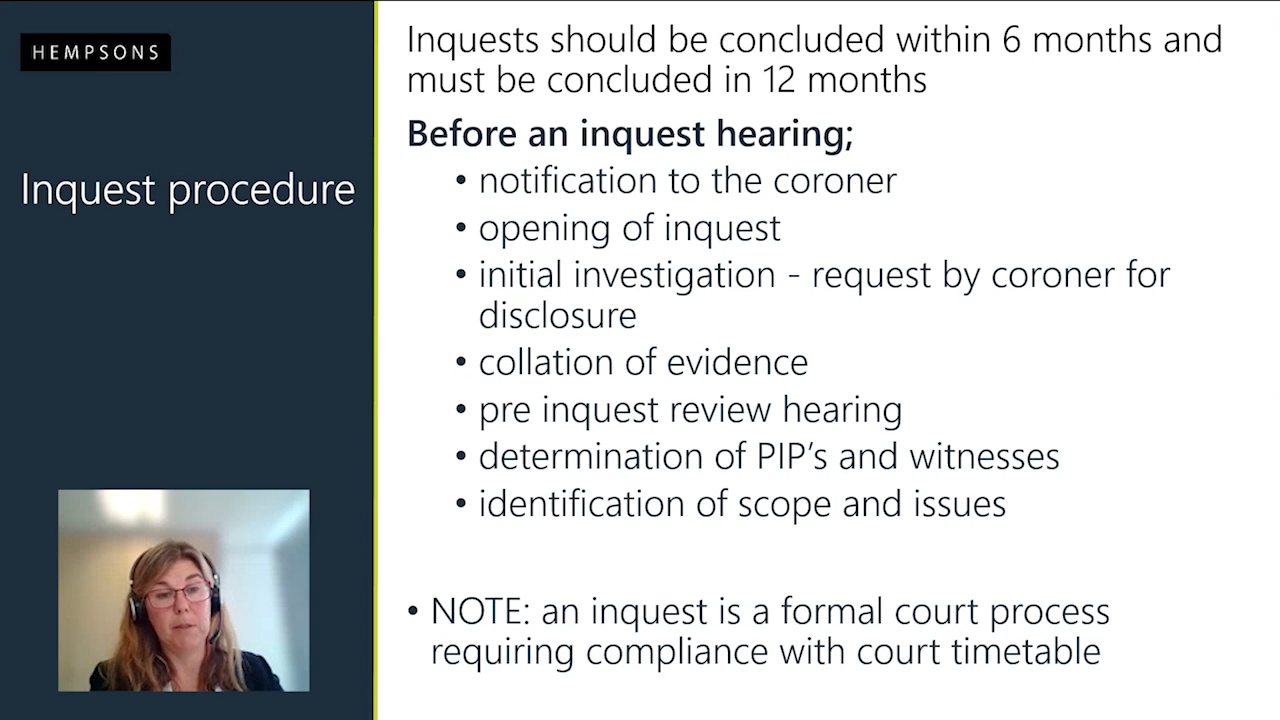 HEMPSONS
Inquest procedure
Inquests should be concluded within 6 months and
must be concluded in 12 months
Before an inquest hearing;
• notification to the coroner
• opening of inquest
• initial investigation - request by coroner for
disclosure
• collation of evidence
• pre inquest review hearing
• determination of PIP’s and witnesses
• identification of scope and issues
• NOTE: an inquest is a formal court process
requiring compliance with court timetable